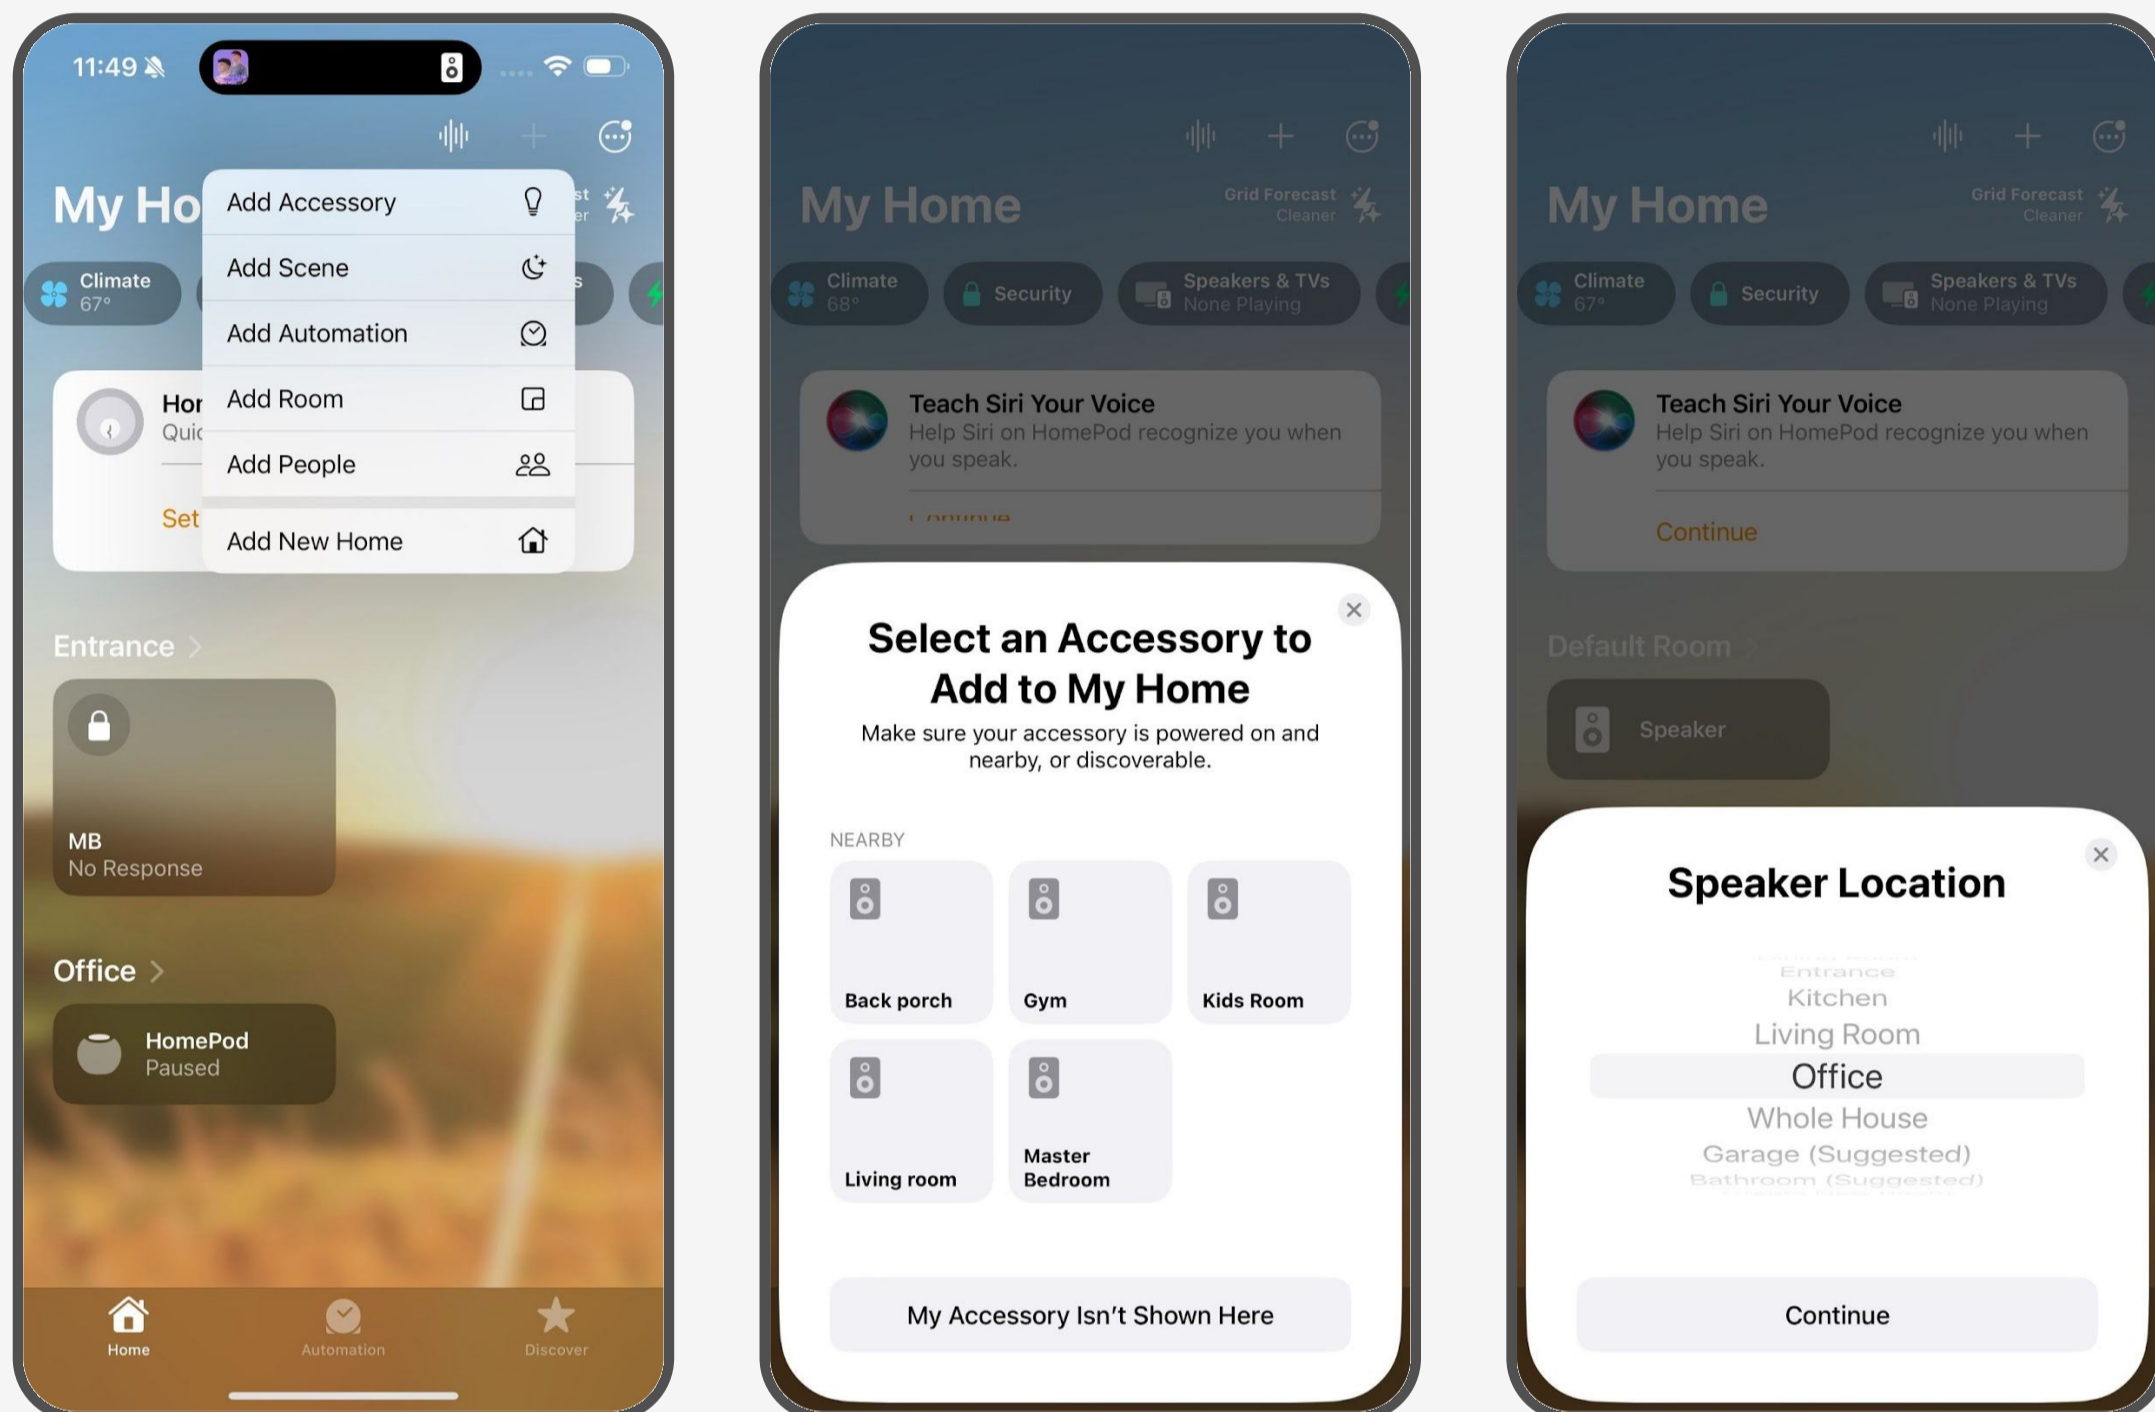 11:49
My Ho
st
er
Add Accessory
Add Scene
Add Automation
Add Room
Add People
Add New Home
Climate
67°
s
Hor
Quic
Set
Entrance
MB
No Response
Office
HomePod
Paused
Home
Automation
Discover
My Home
Grid Forecast
Cleaner
Climate
68°
Security
Speakers & TVs
None Playing
Teach Siri Your Voice
Help Siri on HomePod recognize you when
you speak.
Continue
Select an Accessory to
Add to My Home
Make sure your accessory is powered on and
nearby, or discoverable.
NEARBY
Back porch
Gym
Kids Room
Living room
Master
Bedroom
My Accessory Isn't Shown Here
My Home
Grid Forecast
Cleaner
Climate
67°
Security
Speakers & TVs
None Playing
Teach Siri Your Voice
Help Siri on HomePod recognize you when
you speak.
Continue
Default Room
Speaker
Speaker Location
Entrance
Kitchen
Living Room
Office
Whole House
Garage (Suggested)
Bathroom (Suggested)
Continue